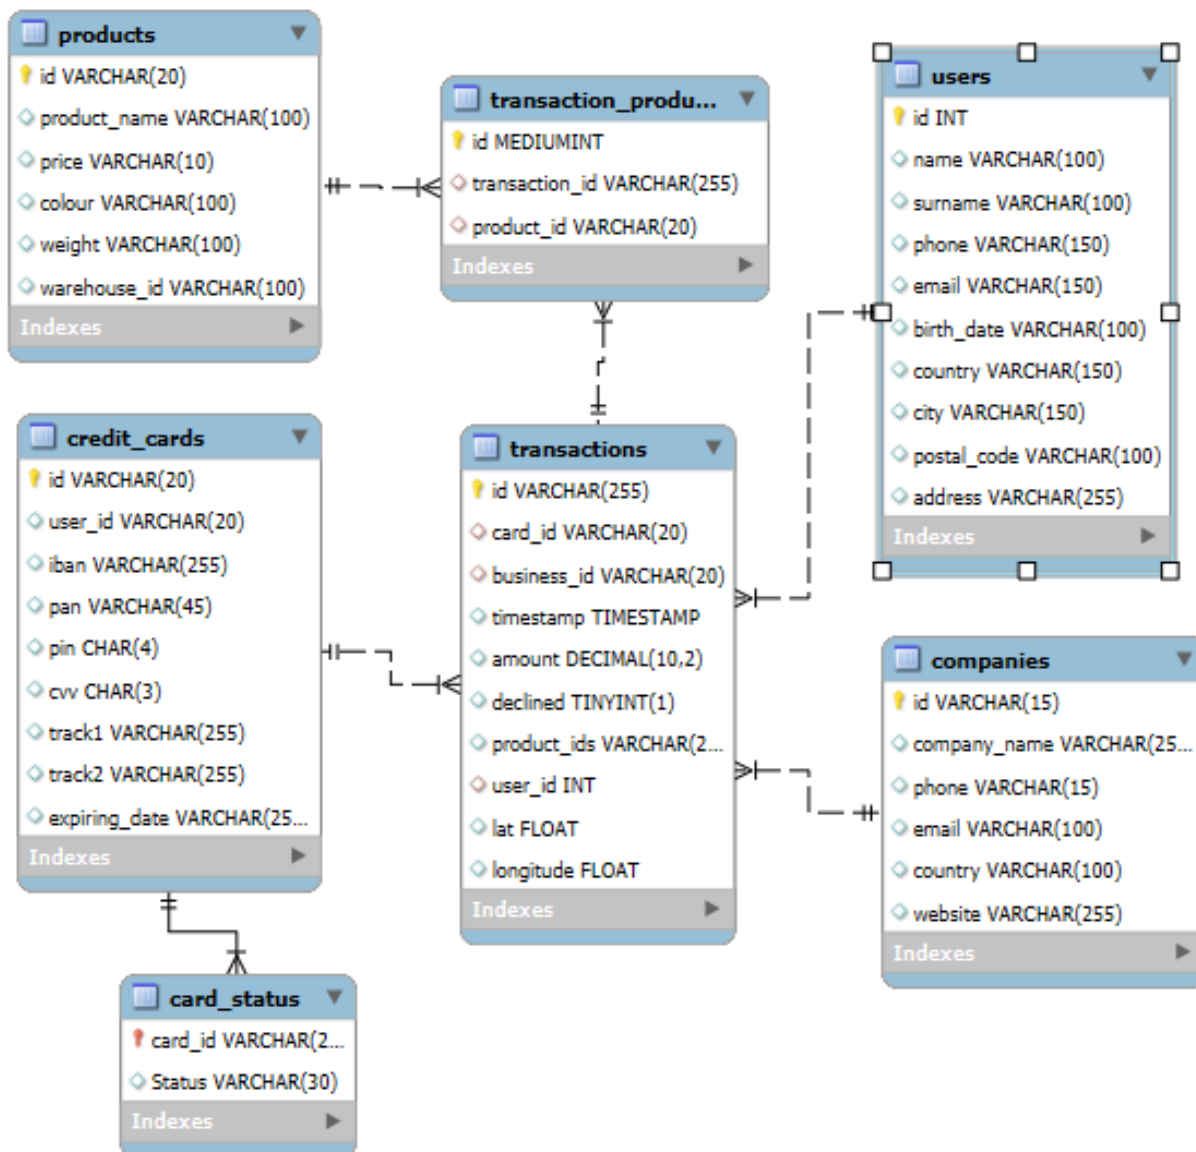 products
id VARCHAR(20)
product_name VARCHAR(100)
price VARCHAR(10)
colour VARCHAR(100)
weight VARCHAR(100)
warehouse_id VARCHAR(100)
Indexes
transaction_produ...
id MEDIUMINT
transaction_id VARCHAR(255)
product_id VARCHAR(20)
Indexes
users
id INT
name VARCHAR(100)
surname VARCHAR(100)
phone VARCHAR(150)
email VARCHAR(150)
birth_date VARCHAR(100)
country VARCHAR(150)
city VARCHAR(150)
postal_code VARCHAR(100)
address VARCHAR(255)
Indexes
credit_cards
id VARCHAR(20)
user_id VARCHAR(20)
iban VARCHAR(255)
pan VARCHAR(45)
pin CHAR(4)
cvv CHAR(3)
track1 VARCHAR(255)
track2 VARCHAR(255)
expiring_date VARCHAR(25...
Indexes
transactions
id VARCHAR(255)
card_id VARCHAR(20)
business_id VARCHAR(20)
timestamp TIMESTAMP
amount DECIMAL(10,2)
declined TINYINT(1)
product_ids VARCHAR(2...
user_id INT
lat FLOAT
longitude FLOAT
Indexes
companies
id VARCHAR(15)
company_name VARCHAR(25...
phone VARCHAR(15)
email VARCHAR(100)
country VARCHAR(100)
website VARCHAR(255)
Indexes
card_status
card_id VARCHAR(2...
Status VARCHAR(30)
Indexes